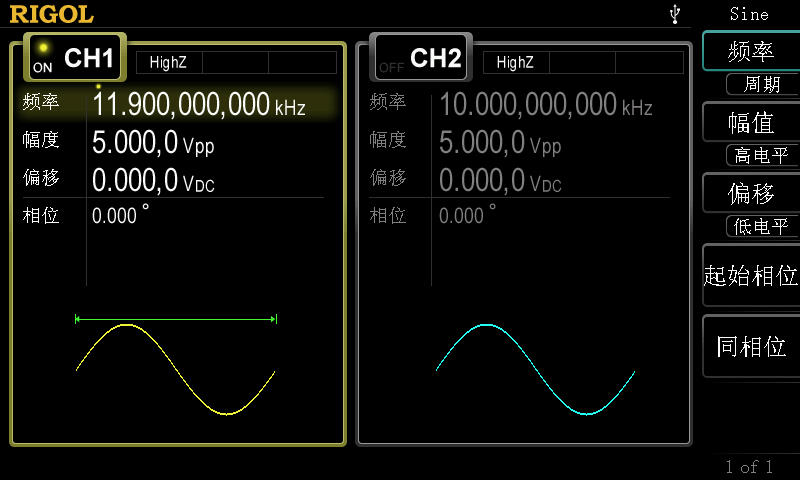 RIGOL
Sine
ON CH1 HighZ
频率 11.900,000,000 kHz
幅度 5.000,0 Vpp
偏移 0.000,0 VDC
相位 0.000 °
OFF CH2 HighZ
频率 10.000,000,000 kHz
幅度 5.000,0 Vpp
偏移 0.000,0 VDC
相位 0.000 °
频率
周期
幅值
高电平
偏移
低电平
起始相位
同相位
1 of 1